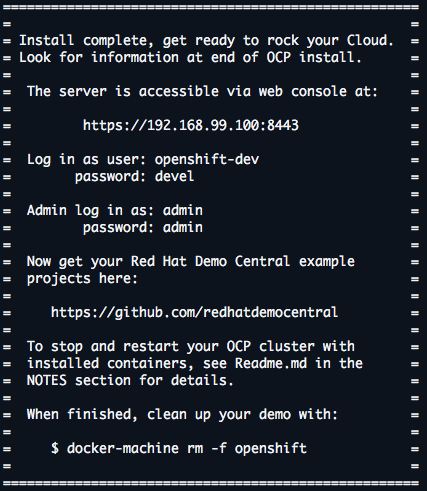 ====================================================
=                                                  =
= Install complete, get ready to rock your Cloud.  =
= Look for information at end of OCP install.      =
=                                                  =
=  The server is accessible via web console at:    =
=                                                  =
=         https://192.168.99.100:8443              =
=                                                  =
=  Log in as user: openshift-dev                   =
=        password: devel                           =
=                                                  =
=  Admin log in as: admin                          =
=         password: admin                          =
=                                                  =
=  Now get your Red Hat Demo Central example       =
=  projects here:                                  =
=                                                  =
=     https://github.com/redhatdemocentral         =
=                                                  =
=  To stop and restart your OCP cluster with       =
=  installed containers, see Readme.md in the      =
=  NOTES section for details.                      =
=                                                  =
=  When finished, clean up your demo with:         =
=                                                  =
=     $ docker-machine rm -f openshift             =
=                                                  =
====================================================